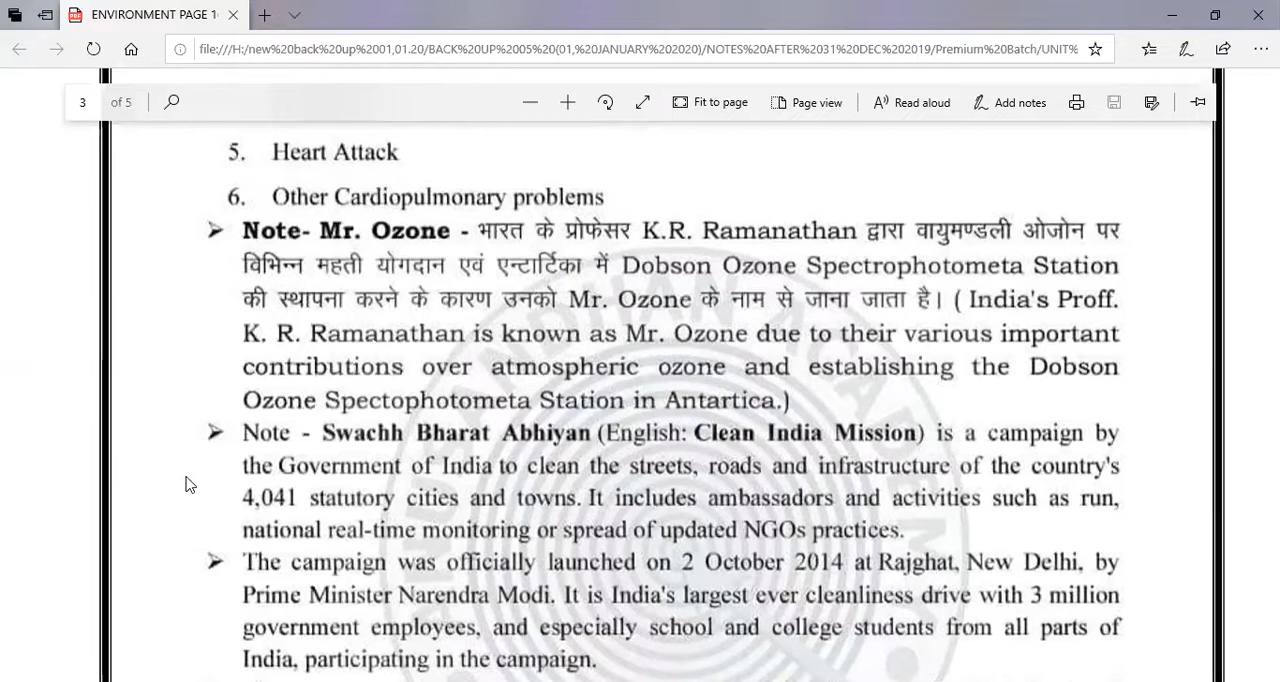 ENVIRONMENT PAGE 1
file:///H:/new%20back%20up%2001,01.20/BACK%20UP%2005%20(01,%20JANUARY%202020)/NOTES%20AFTER%2031%20DEC%202019/Premium%20Batch/UNIT%
3 of 5 Fit to page Page view Read aloud Add notes
5. Heart Attack
6. Other Cardiopulmonary problems
➤ Note- Mr. Ozone - भारत के प्रोफेसर K.R. Ramanathan द्वारा वायुमण्डली ओजोन पर
विभिन्न महती योगदान एवं एन्टार्टिका में Dobson Ozone Spectrophotometa Station
की स्थापना करने के कारण उनको Mr. Ozone के नाम से जाना जाता है। ( India's Proff.
K. R. Ramanathan is known as Mr. Ozone due to their various important
contributions over atmospheric ozone and establishing the Dobson
Ozone Spectophotometa Station in Antartica.)
➤ Note - Swachh Bharat Abhiyan (English: Clean India Mission) is a campaign by
the Government of India to clean the streets, roads and infrastructure of the country's
4,041 statutory cities and towns. It includes ambassadors and activities such as run,
national real-time monitoring or spread of updated NGOs practices.
➤ The campaign was officially launched on 2 October 2014 at Rajghat, New Delhi, by
Prime Minister Narendra Modi. It is India's largest ever cleanliness drive with 3 million
government employees, and especially school and college students from all parts of
India, participating in the campaign.